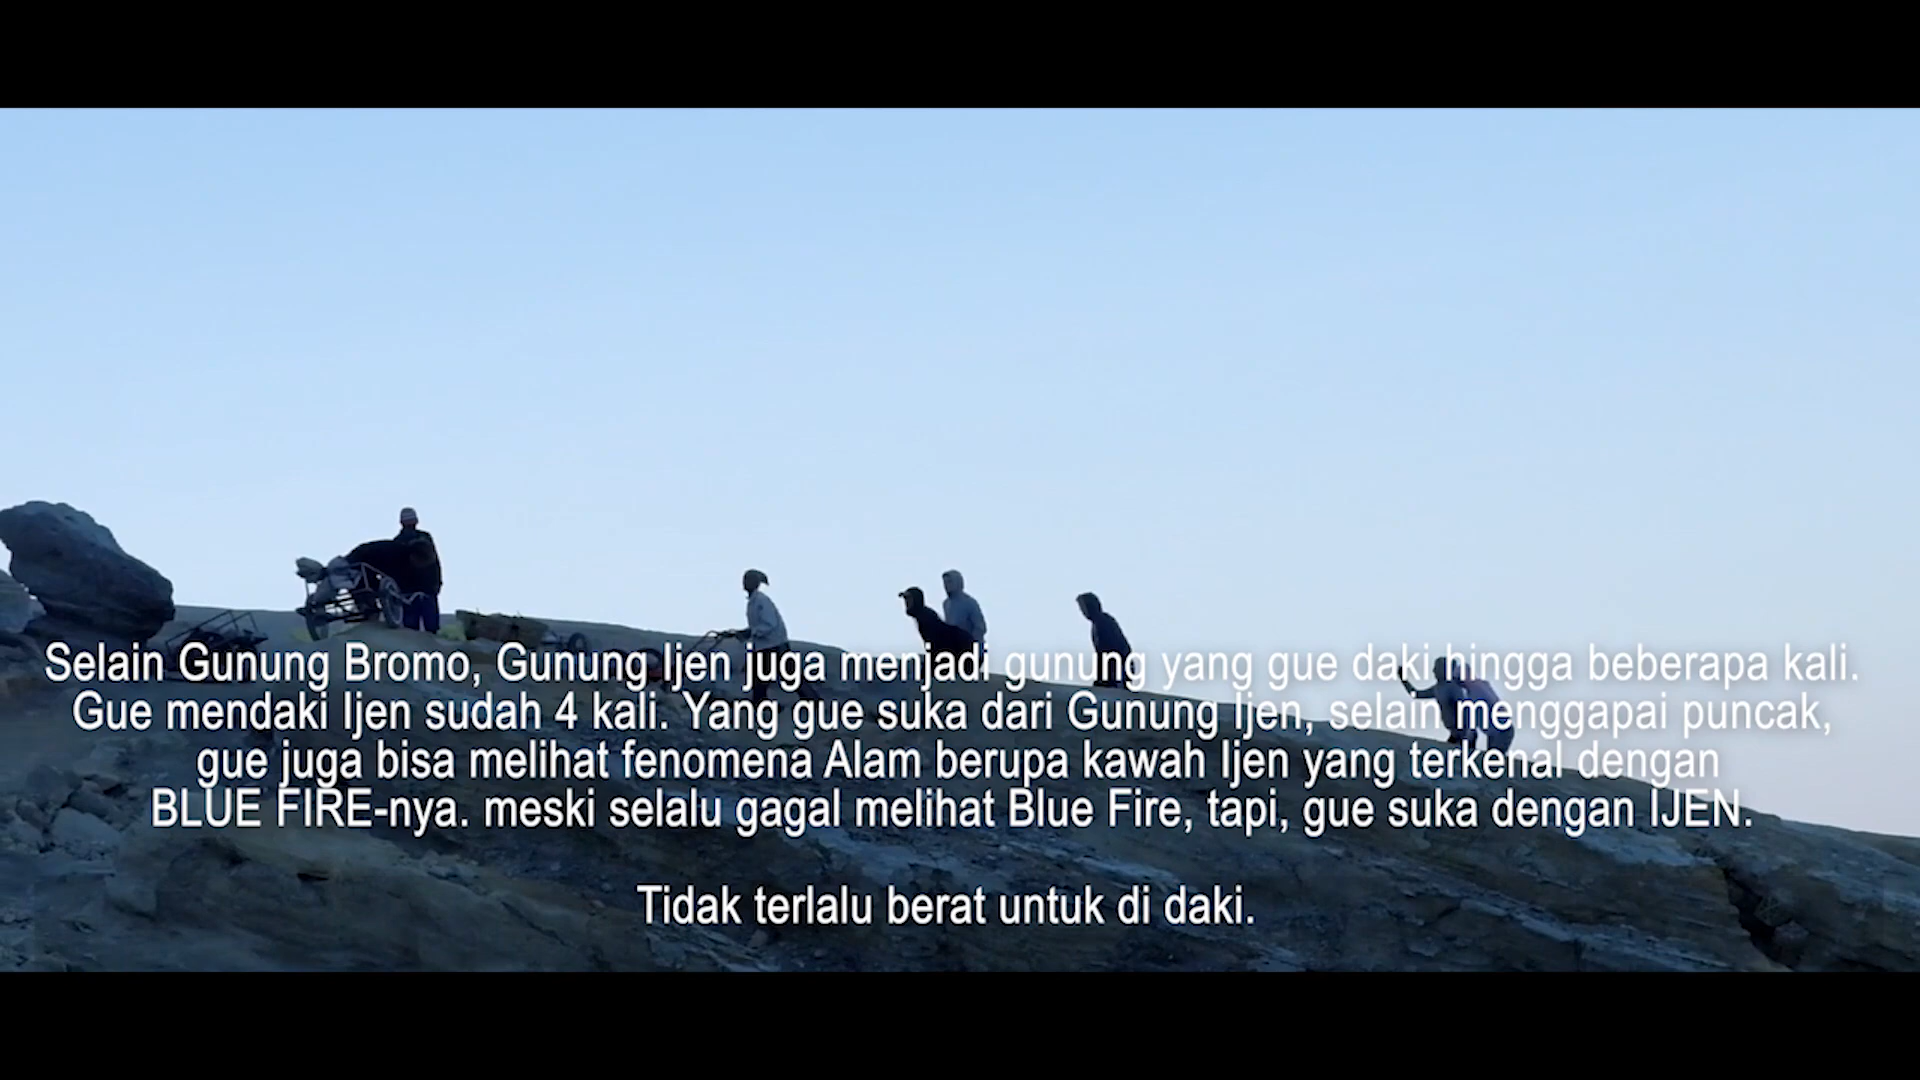 Selain Gunung Bromo, Gunung Ijen juga menjadi gunung yang gue daki hingga beberapa kali.
Gue mendaki Ijen sudah 4 kali. Yang gue suka dari Gunung Ijen, selain menggapai puncak,
gue juga bisa melihat fenomena Alam berupa kawah Ijen yang terkenal dengan
BLUE FIRE-nya. meski selalu gagal melihat Blue Fire, tapi, gue suka dengan IJEN.
Tidak terlalu berat untuk di daki.